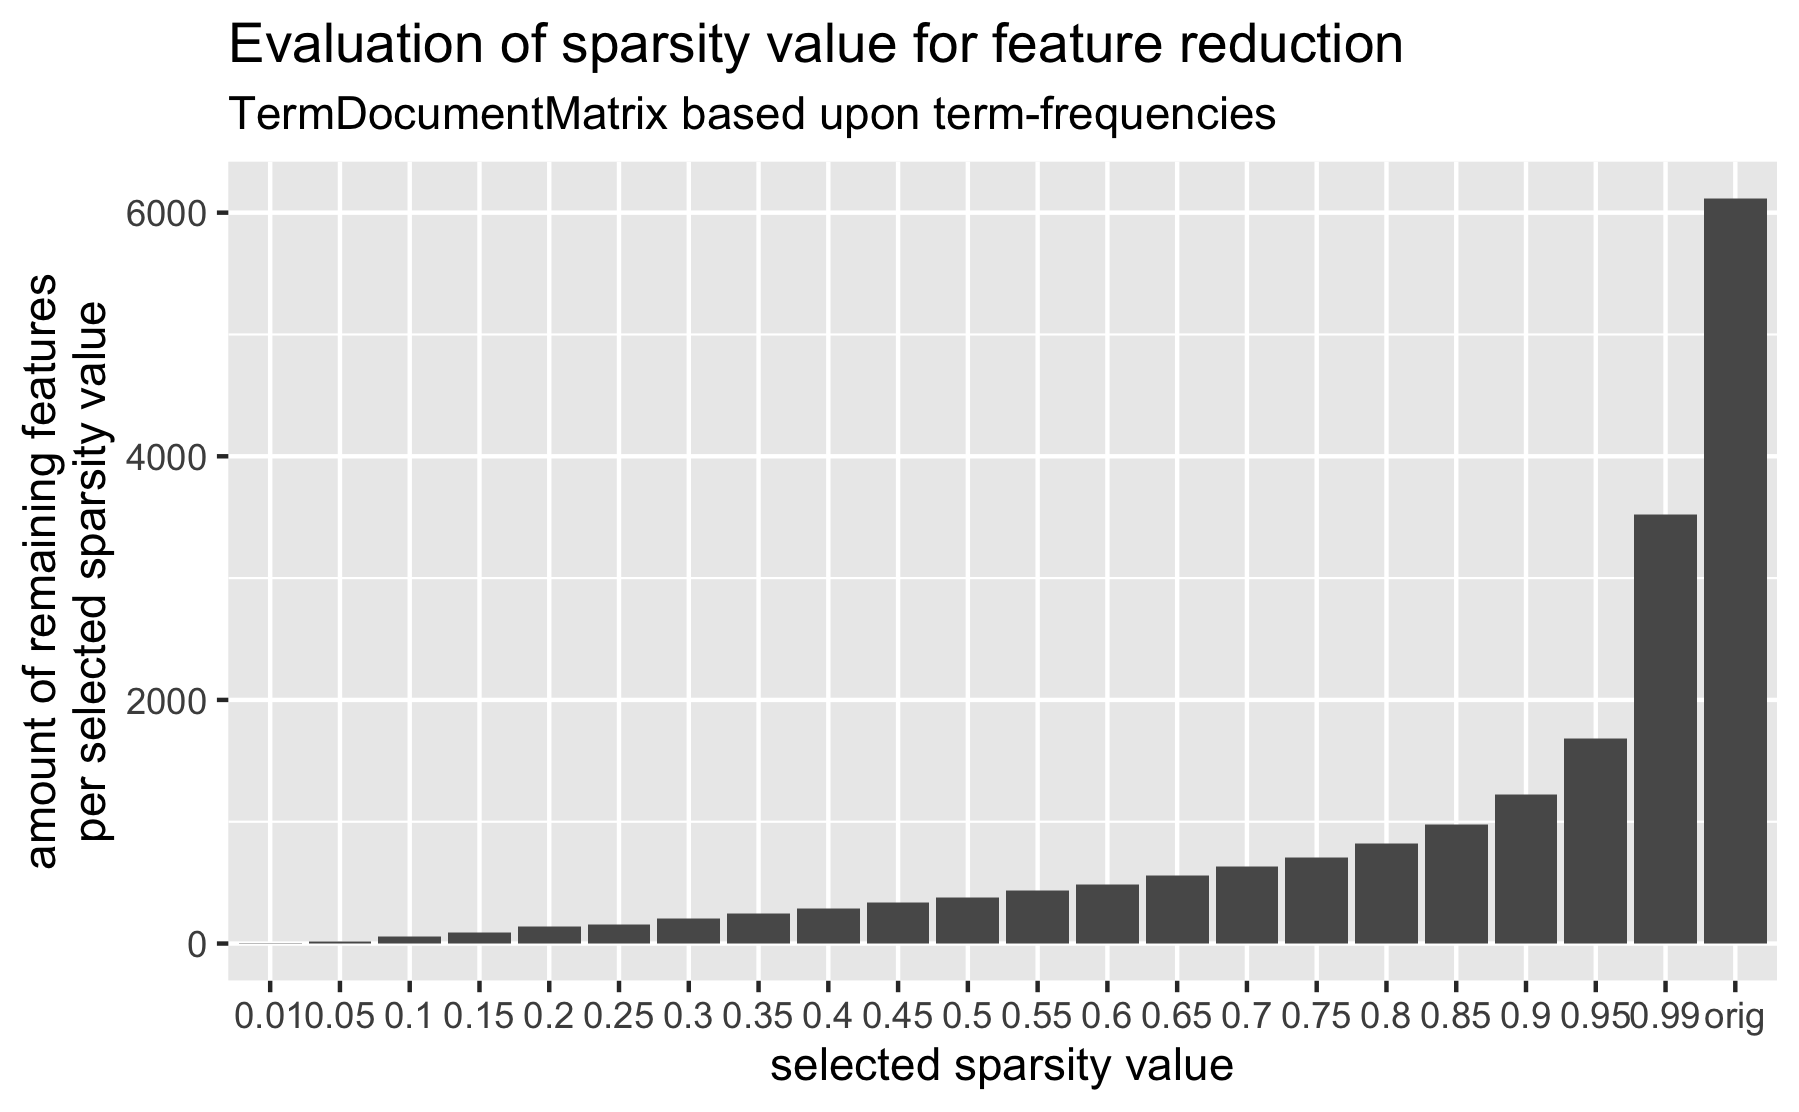 Evaluation of sparsity value for feature reduction
TermDocumentMatrix based upon term-frequencies
amount of remaining features
per selected sparsity value
6000
4000
2000
0
0.01 0.05 0.1 0.15 0.2 0.25 0.3 0.35 0.4 0.45 0.5 0.55 0.6 0.65 0.7 0.75 0.8 0.85 0.9 0.95 0.99 orig
selected sparsity value